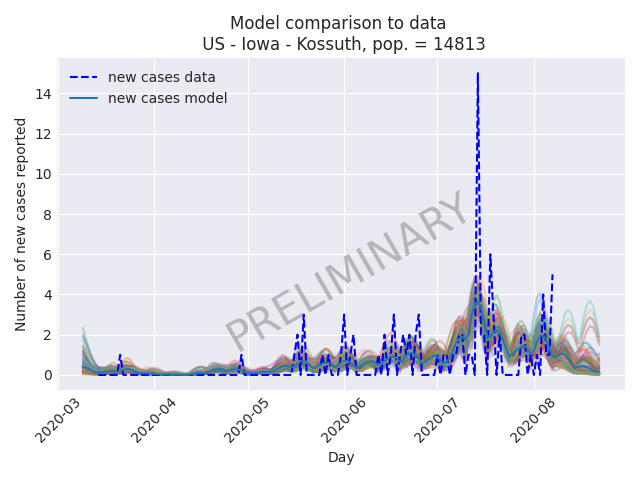 Model comparison to data
US - Iowa - Kossuth, pop. = 14813
new cases data
new cases model
Number of new cases reported
14
12
10
8
6
4
2
0
PRELIMINARY
2020-03
2020-04
2020-05
2020-06
2020-07
2020-08
Day